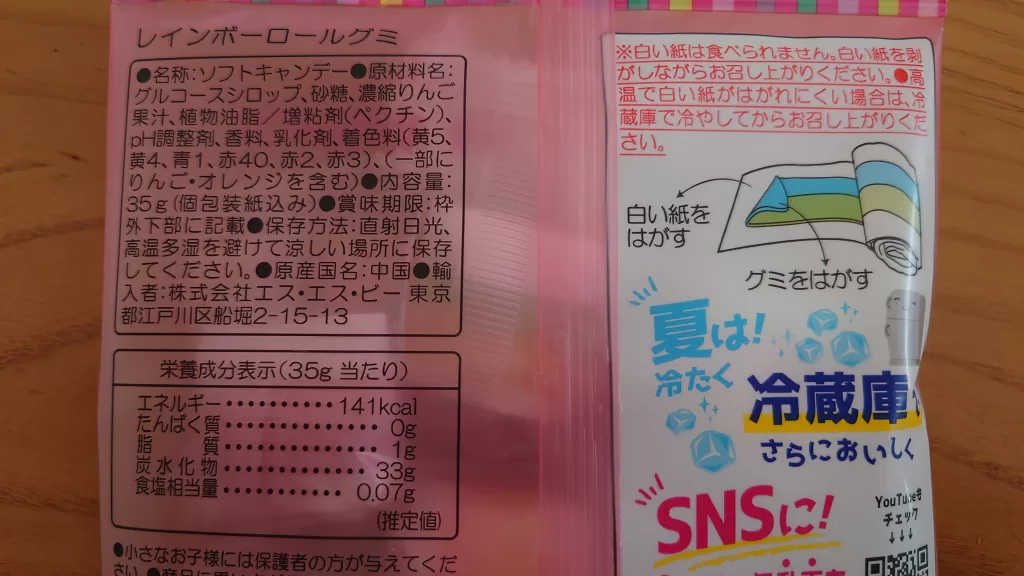 レインボーロールグミ
●名称:ソフトキャンデー●原材料名:
グルコースシロップ、砂糖、濃縮りんご
果汁、植物油脂/増粘剤(ペクチン)、
pH調整剤、香料、乳化剤、着色料(黄5、
黄4、青1、赤40、赤2、赤3)、(一部に
りんご・オレンジを含む)●内容量:
35g(個包装紙込み)●賞味期限:枠
外下部に記載●保存方法:直射日光、
高温多湿を避けて涼しい場所に保存
してください。●原産国名:中国●輸
入者:株式会社エス・エス・ビー 東京
都江戸川区船堀2-15-13
栄養成分表示(35g 当たり)
エネルギー・・・・・・・・・・141kcal
たんぱく質・・・・・・・・・・・・・0g
脂質・・・・・・・・・・・・・1g
炭水化物・・・・・・・・・・・・33g
食塩相当量・・・・・・・・・・0.07g
(推定値)
●小さなお子様には保護者の方が与えてくだ
さい。
※白い紙は食べられません。白い紙を剥
がしながらお召し上がりください。●高
温で白い紙がはがれにくい場合は、冷
蔵庫で冷やしてからお召し上がりくだ
さい。
白い紙を
はがす
グミをはがす
夏は!
冷たく
冷蔵庫
さらにおいしく
SNSに!
YouTubeも
チェック
↓↓↓